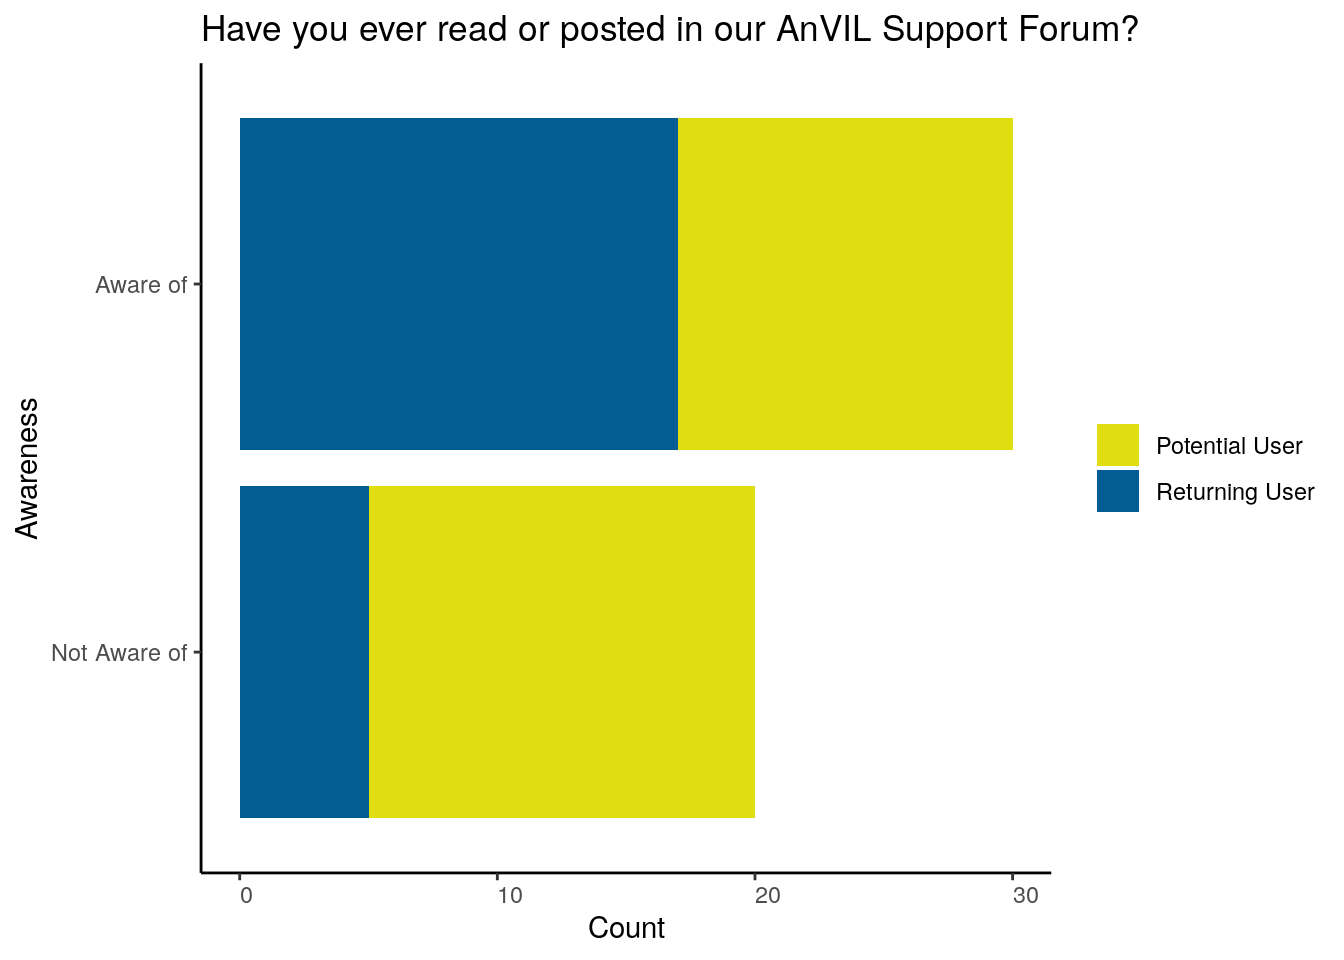 Have you ever read or posted in our AnVIL Support Forum?
Awareness
Aware of
Not Aware of
0 10 20 30
Count
Potential User
Returning User